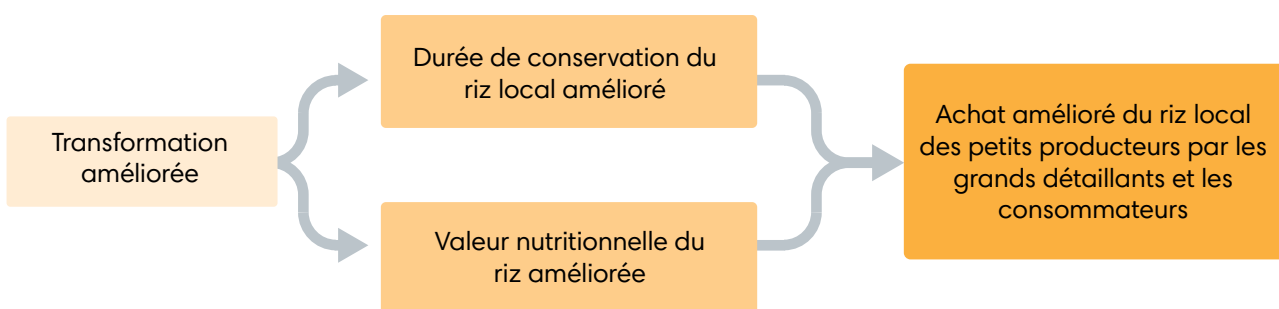 Transformation
améliorée
Durée de conservation du
riz local amélioré
Valeur nutritionnelle du
riz améliorée
Achat amélioré du riz local
des petits producteurs par les
grands détaillants et les
consommateurs